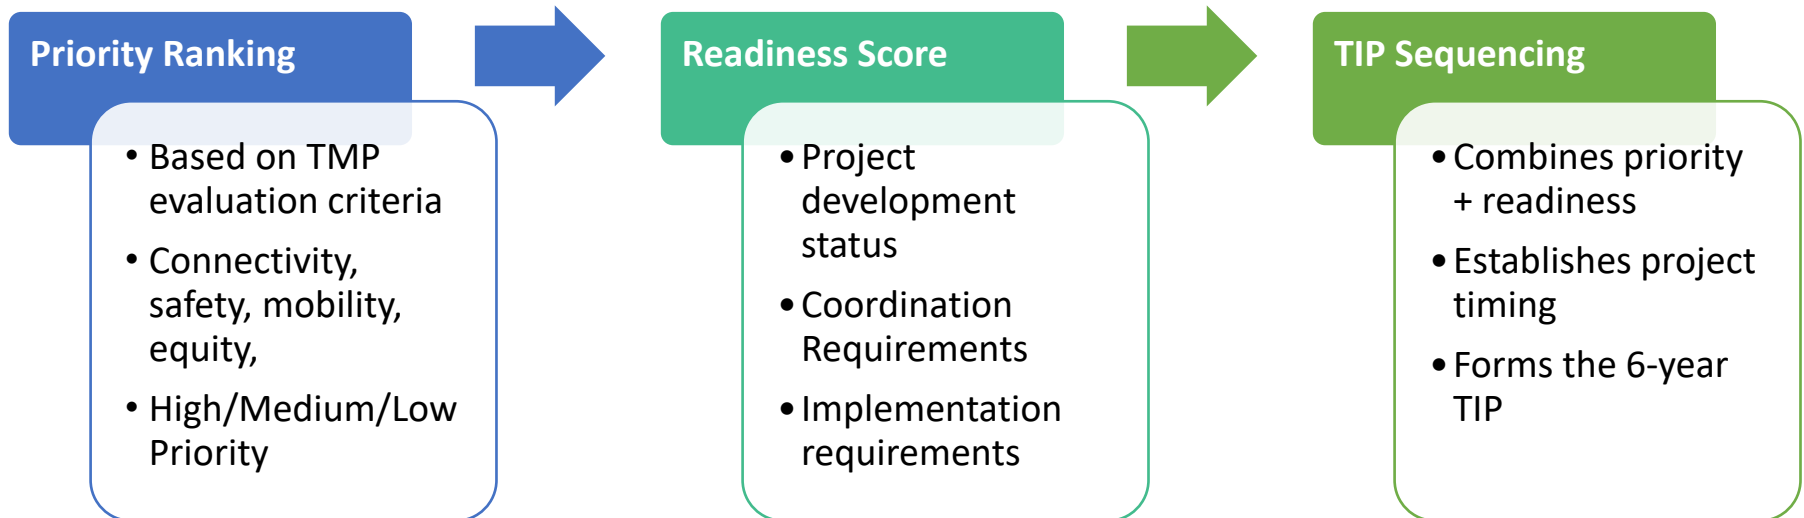 Priority Ranking
• Based on TMP
evaluation criteria
• Connectivity,
safety, mobility,
equity,
• High/Medium/Low
Priority
Readiness Score
• Project
development
status
• Coordination
Requirements
• Implementation
requirements
TIP Sequencing
• Combines priority
+ readiness
• Establishes project
timing
• Forms the 6-year
TIP